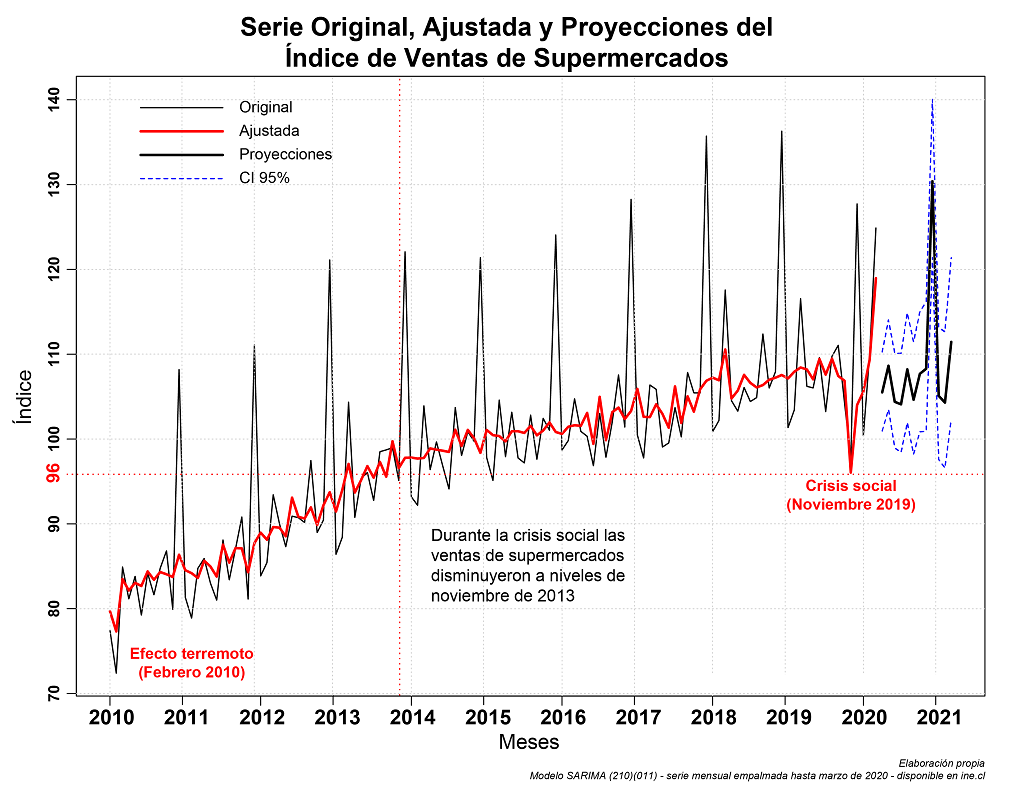 Serie Original, Ajustada y Proyecciones del
Índice de Ventas de Supermercados
Original
Ajustada
Proyecciones
CI 95%
Índice
140
130
120
110
100
96
90
80
70
Crisis social
(Noviembre 2019)
Durante la crisis social las
ventas de supermercados
disminuyeron a niveles de
noviembre de 2013
Efecto terremoto
(Febrero 2010)
2010 2011 2012 2013 2014 2015 2016 2017 2018 2019 2020 2021
Meses
Elaboración propia
Modelo SARIMA (210)(011) - serie mensual empalmada hasta marzo de 2020 - disponible en ine.cl